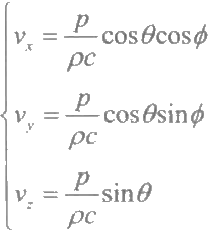 v_x = p/ρc cosθcosϕ
v_y = p/ρc cosθsinϕ
v_z = p/ρc sinθ